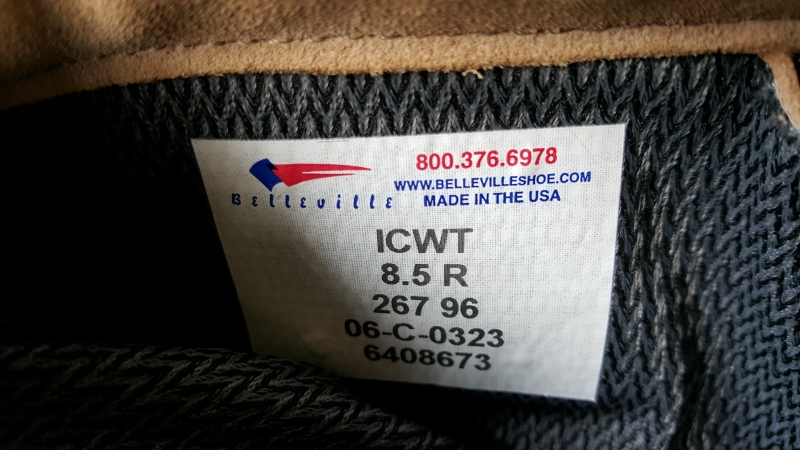 Belleville
800.376.6978
WWW.BELLEVILLESHOE.COM
MADE IN THE USA
ICWT
8.5 R
267 96
06-C-0323
6408673